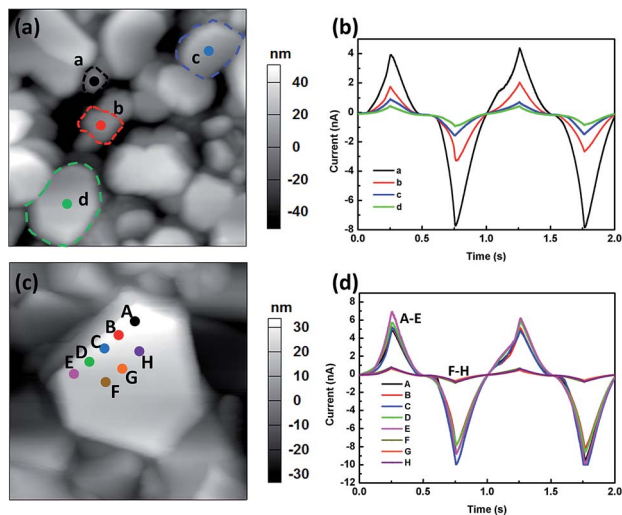 (a)
a
b
c
d
nm
40
20
0
-20
-40
(b)
4
2
0
-2
-4
-6
-8
Current (nA)
a
b
c
d
0.0 0.5 1.0 1.5 2.0
Time (s)
(c)
A
B
C
D
E
H
G
F
nm
30
20
10
0
-10
-20
-30
(d)
A-E
F-H
8
6
4
2
0
-2
-4
-6
-8
-10
-12
Current (nA)
A
B
C
D
E
F
G
H
0.0 0.5 1.0 1.5 2.0
Time (s)